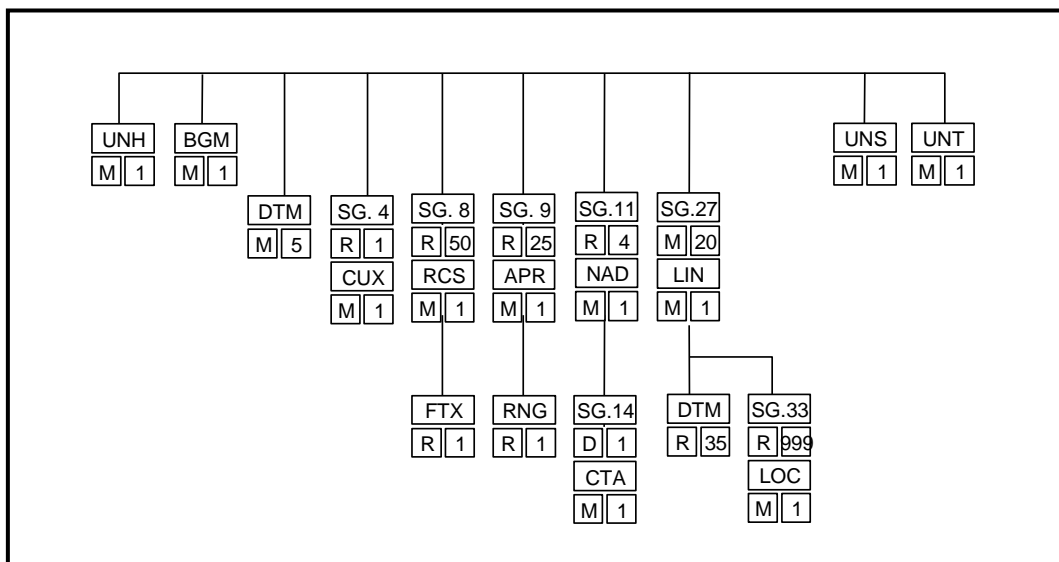 UNH BGM UNS UNT
M 1 M 1 M 1 M 1
DTM SG. 4 SG. 8 SG. 9 SG.11 SG.27
M 5 R 1 R 50 R 25 R 4 M 20
CUX RCS APR NAD LIN
M 1 M 1 M 1 M 1 M 1
FTX RNG SG.14 DTM SG.33
R 1 R 1 D 1 R 35 R 999
CTA LOC
M 1 M 1